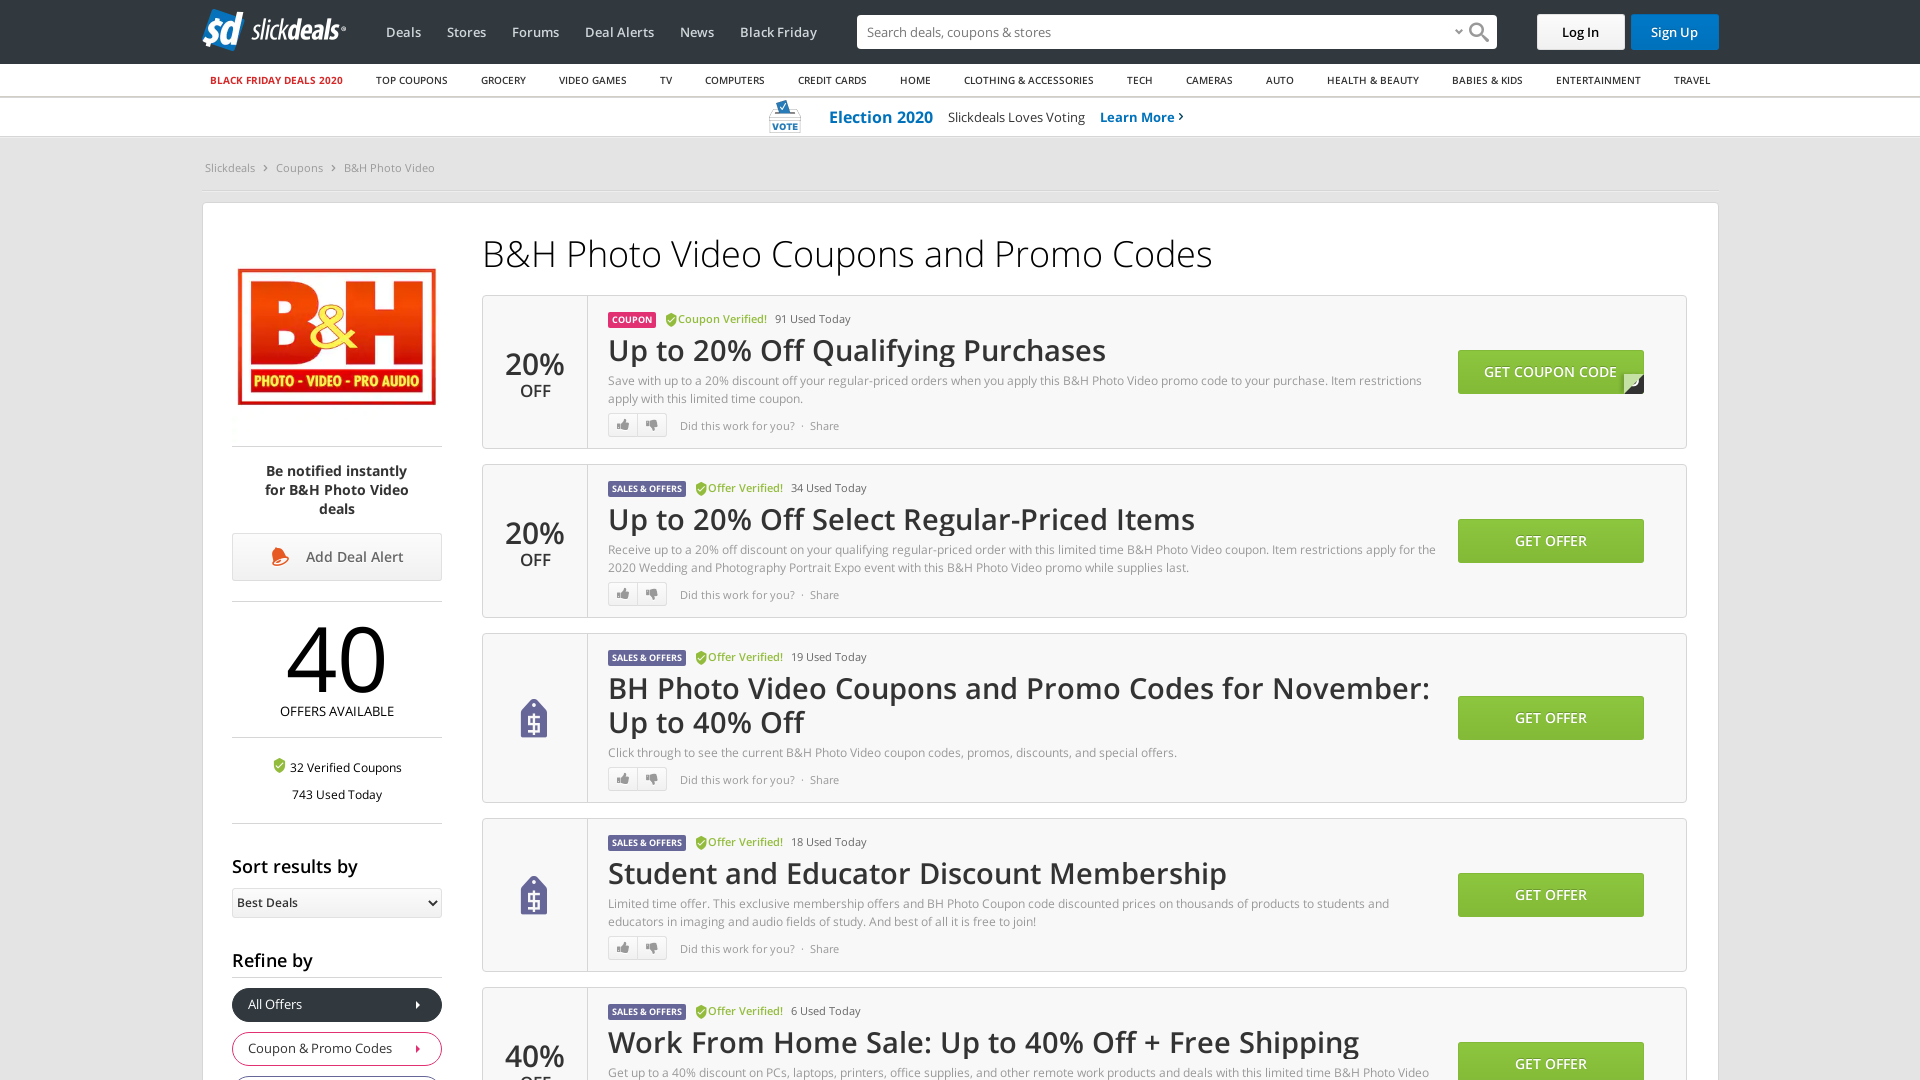 sd slickdeals
Deals
Stores
Forums
Deal Alerts
News
Black Friday
Search deals, coupons & stores
Log In
Sign Up
BLACK FRIDAY DEALS 2020
TOP COUPONS
GROCERY
VIDEO GAMES
TV
COMPUTERS
CREDIT CARDS
HOME
CLOTHING & ACCESSORIES
TECH
CAMERAS
AUTO
HEALTH & BEAUTY
BABIES & KIDS
ENTERTAINMENT
TRAVEL
VOTE
Election 2020 Slickdeals Loves Voting Learn More
Slickdeals
Coupons
B&H Photo Video
B&H
PHOTO - VIDEO - PRO AUDIO
Be notified instantly
for B&H Photo Video
deals
Add Deal Alert
40
OFFERS AVAILABLE
32 Verified Coupons
743 Used Today
Sort results by
Best Deals
Refine by
All Offers
Coupon & Promo Codes
B&H Photo Video Coupons and Promo Codes
20%
OFF
COUPON Coupon Verified! 91 Used Today
Up to 20% Off Qualifying Purchases
Save with up to a 20% discount off your regular-priced orders when you apply this B&H Photo Video promo code to your purchase. Item restrictions
apply with this limited time coupon.
Did this work for you? · Share
GET COUPON CODE
20%
OFF
SALES & OFFERS Offer Verified! 34 Used Today
Up to 20% Off Select Regular-Priced Items
Receive up to a 20% off discount on your qualifying regular-priced order with this limited time B&H Photo Video coupon. Item restrictions apply for the
2020 Wedding and Photography Portrait Expo event with this B&H Photo Video promo while supplies last.
Did this work for you? · Share
GET OFFER
$
SALES & OFFERS Offer Verified! 19 Used Today
BH Photo Video Coupons and Promo Codes for November:
Up to 40% Off
Click through to see the current B&H Photo Video coupon codes, promos, discounts, and special offers.
Did this work for you? · Share
GET OFFER
$
SALES & OFFERS Offer Verified! 18 Used Today
Student and Educator Discount Membership
Limited time offer. This exclusive membership offers and BH Photo Coupon code discounted prices on thousands of products to students and
educators in imaging and audio fields of study. And best of all it is free to join!
Did this work for you? · Share
GET OFFER
40%
OFF
SALES & OFFERS Offer Verified! 6 Used Today
Work From Home Sale: Up to 40% Off + Free Shipping
Get up to a 40% discount on PCs, laptops, printers, office supplies, and other remote work products and deals with this limited time B&H Photo Video
GET OFFER